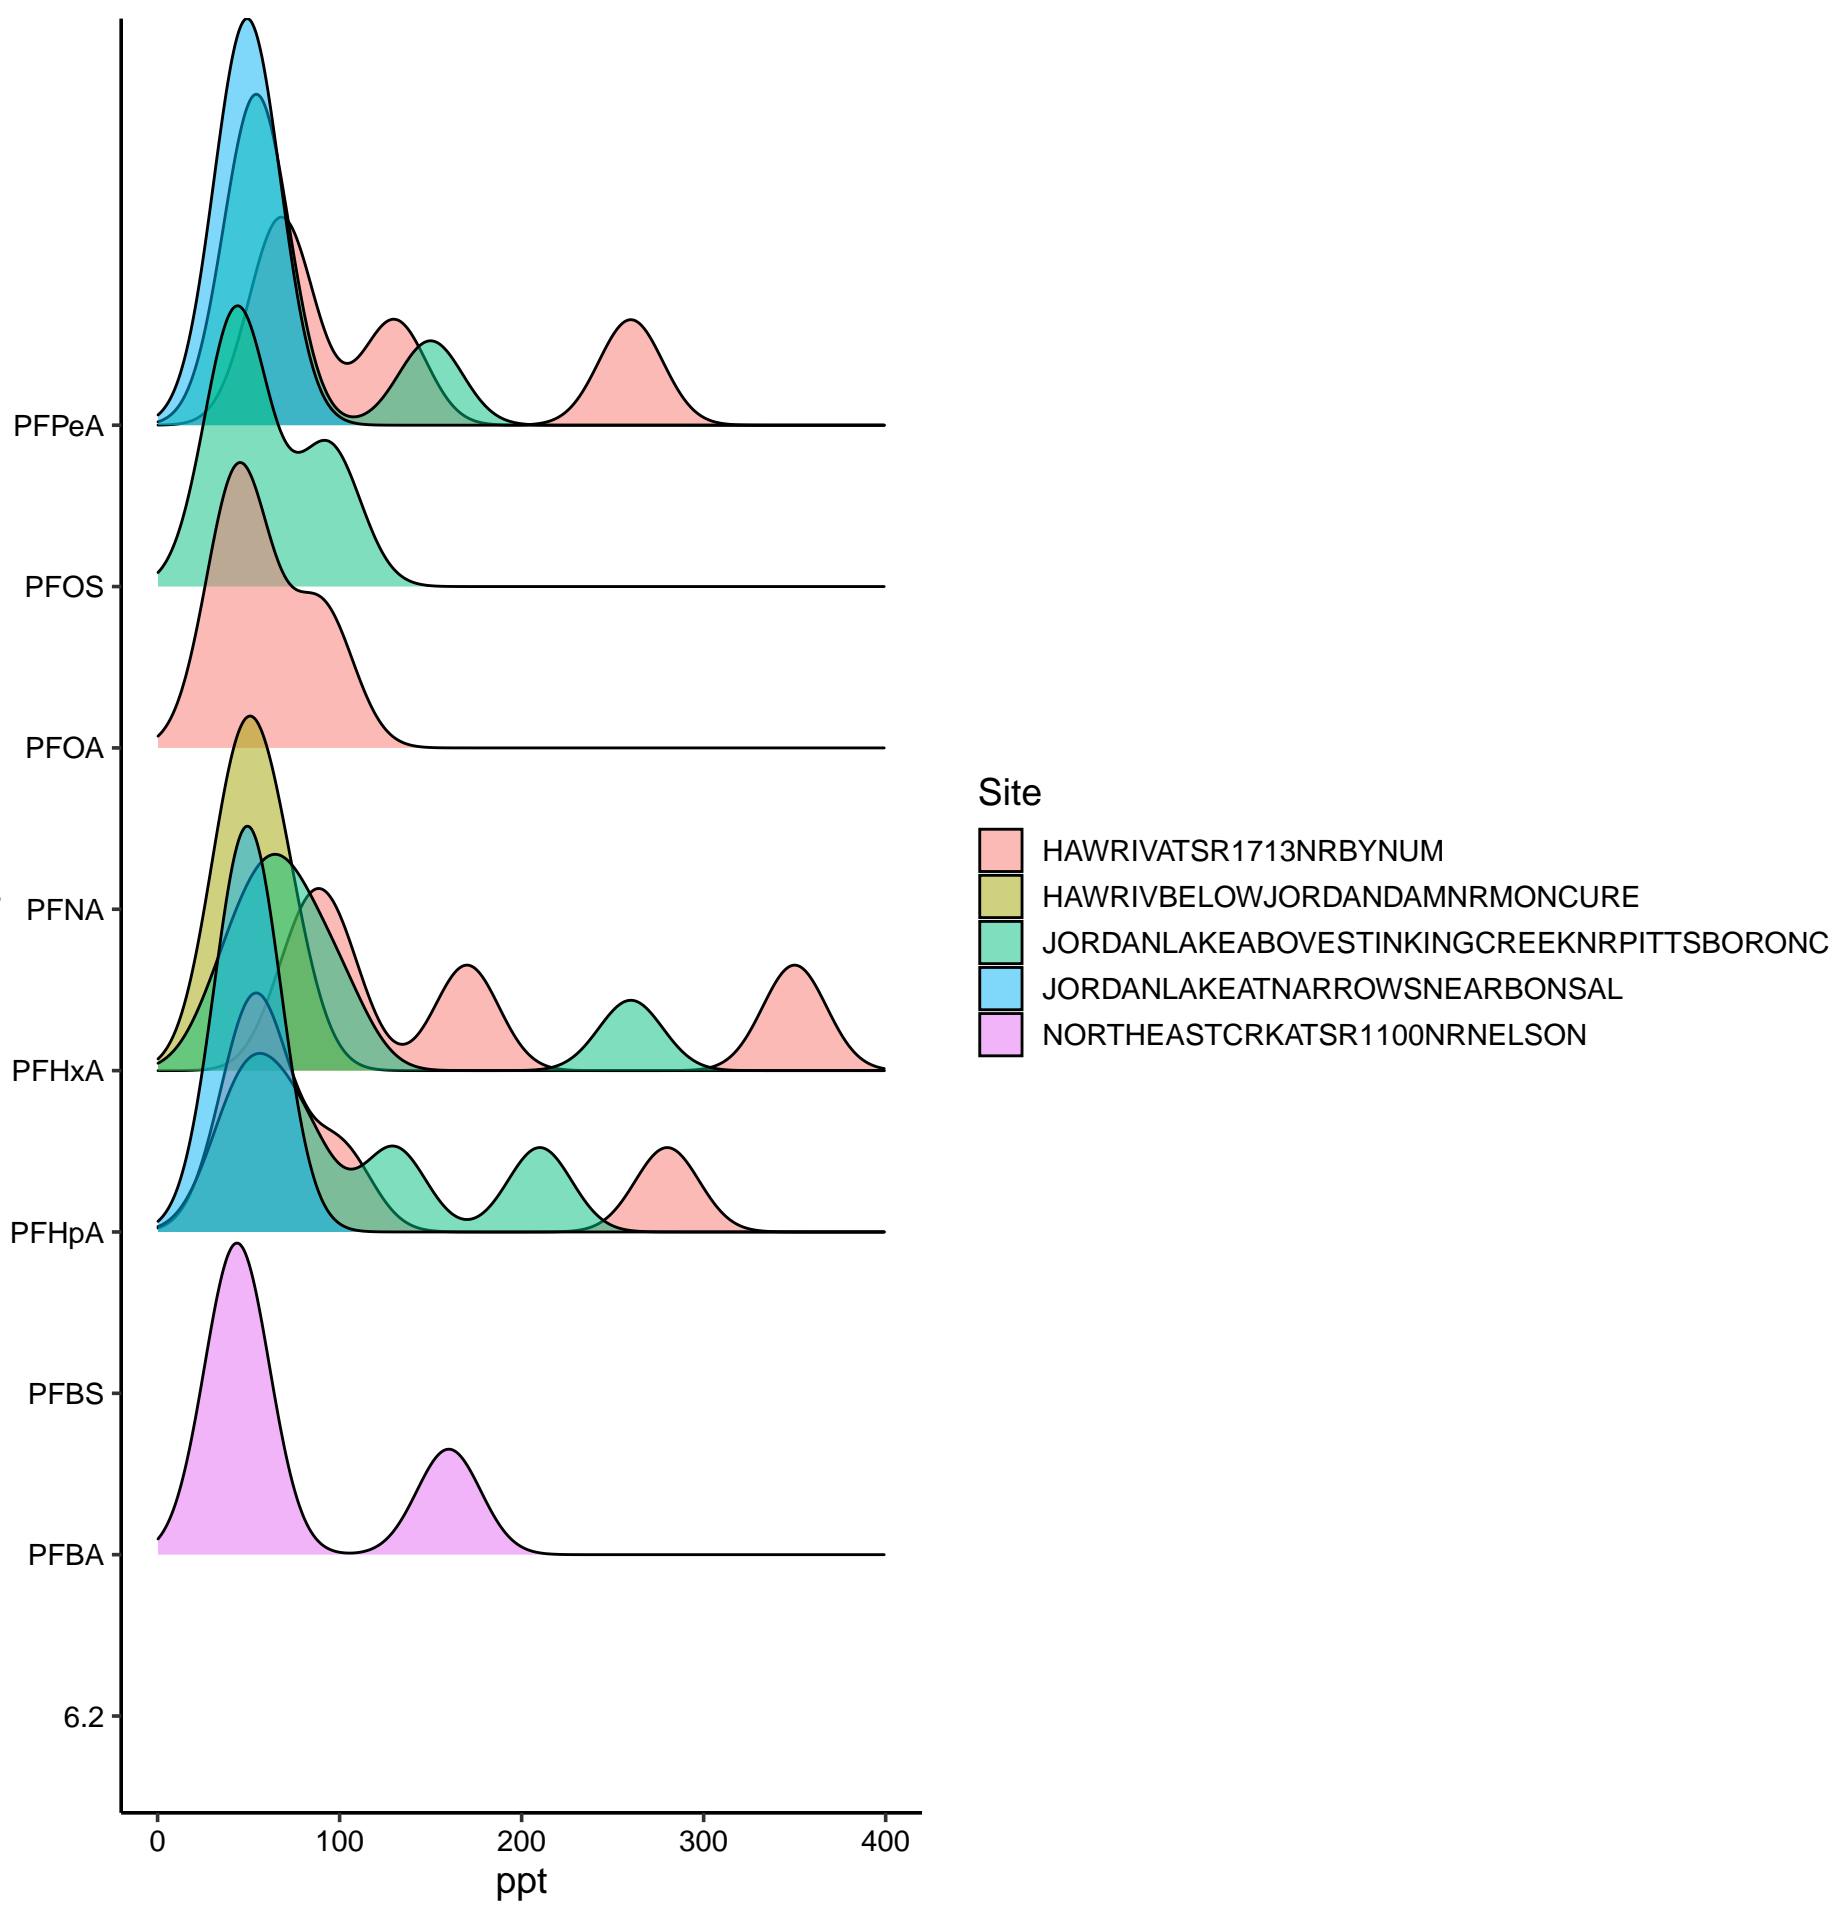 PFPeA
PFOS
PFOA
PFNA
PFHxA
PFHpA
PFBS
PFBA
6.2
0 100 200 300 400
ppt
Site
HAWRIVATSR1713NRBYNUM
HAWRIVBELOWJORDANDAMNRMONCURE
JORDANLAKEABOVESTINKINGCREEKNRPITTSBORONC
JORDANLAKEATNARROWSNEARBONSAL
NORTHEASTCRKATSR1100NRNELSON